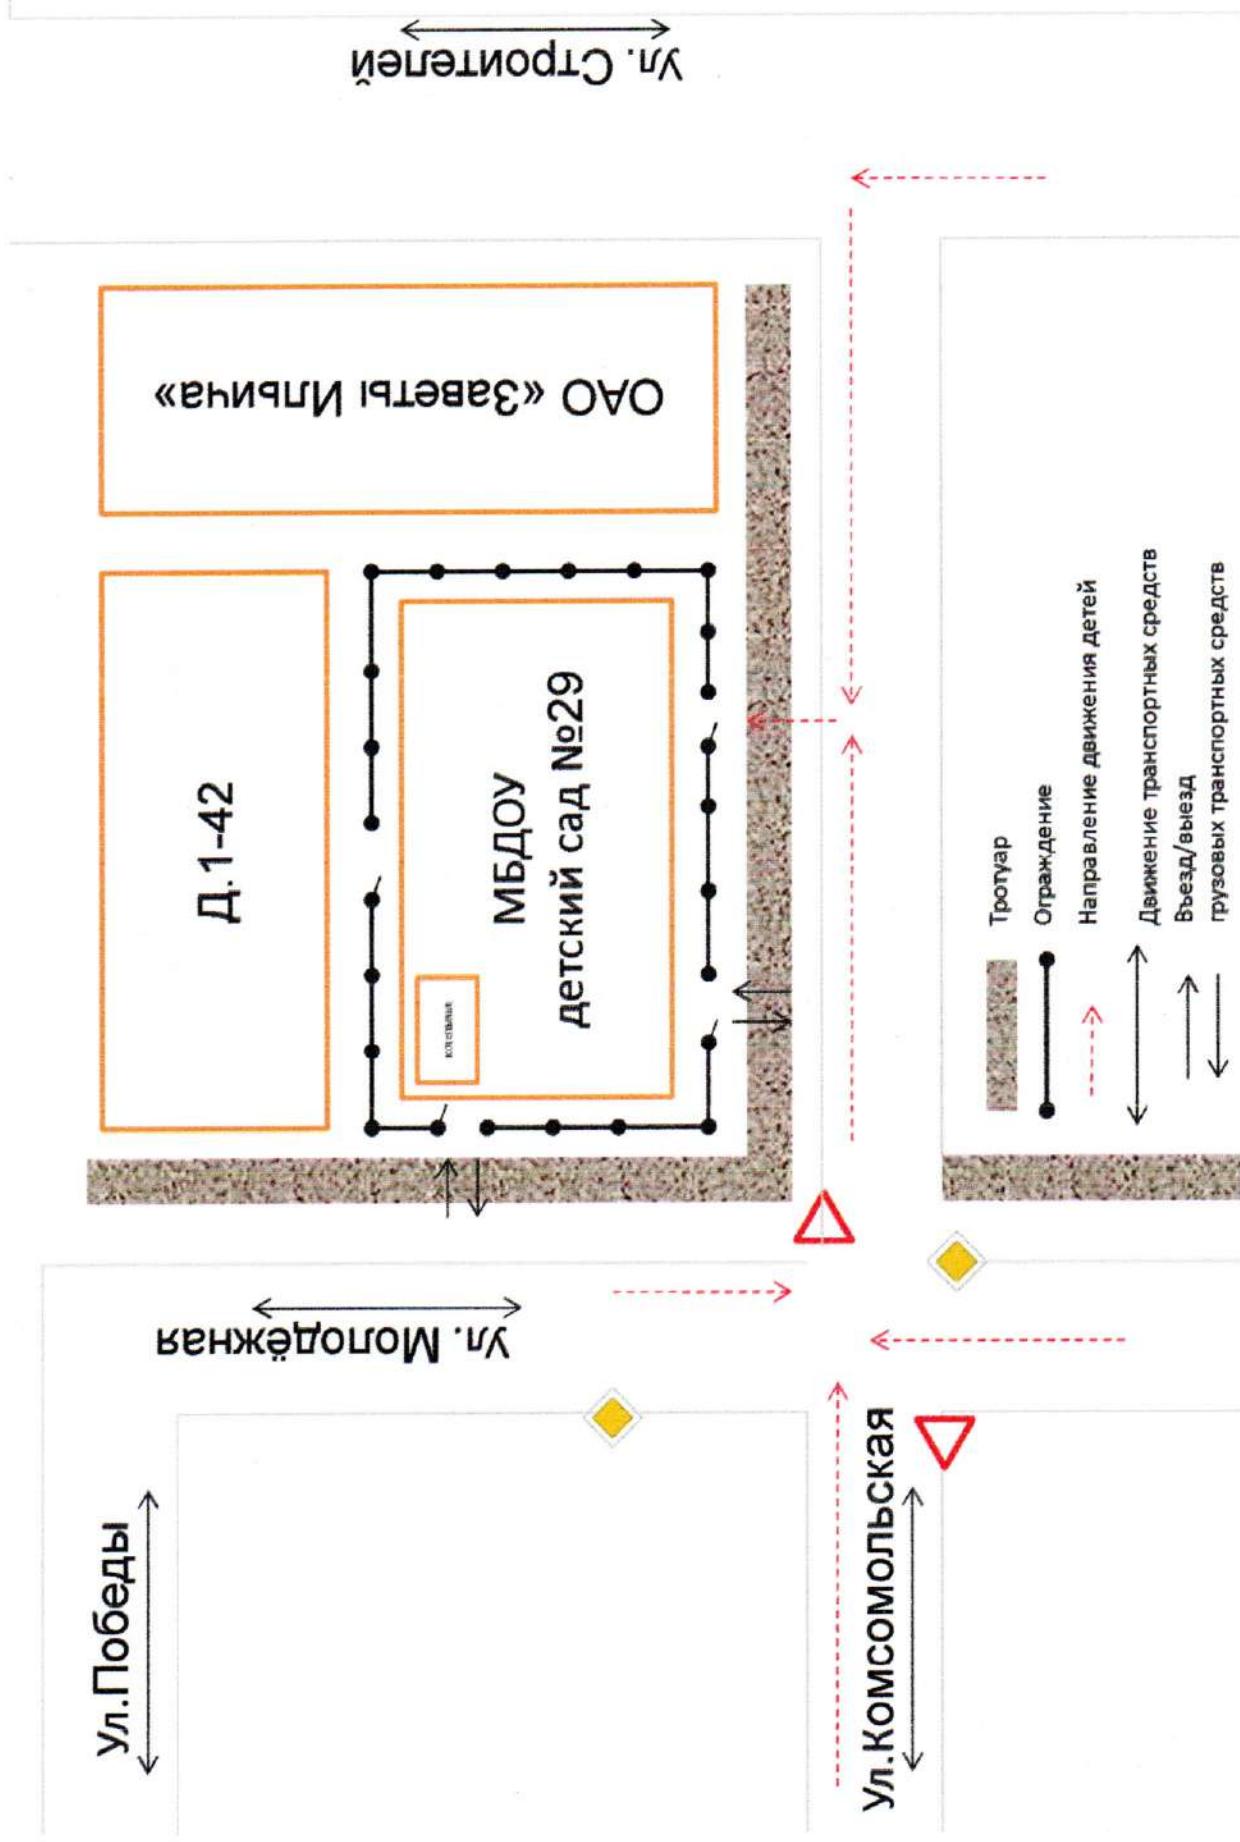 Ул. Строителей
ОАО «Заветы Ильича»
Д.1-42
МБДОУ
детский сад №29
Ул. Молодёжная
Ул.Победы
Ул.Комсомольская
Тротуар
Ограждение
Направление движения детей
Движение транспортных средств
Въезд/выезд
грузовых транспортных средств